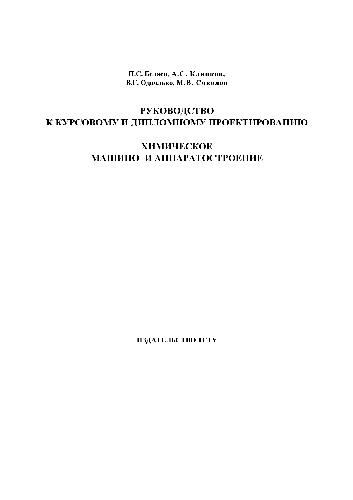 П.С. Беляев, А.С. Клинков,
В.Г. Однолько, М.В. Соколов
РУКОВОДСТВО
К КУРСОВОМУ И ДИПЛОМНОМУ ПРОЕКТИРОВАНИЮ
ХИМИЧЕСКОЕ
МАШИНО- И АППАРАТОСТРОЕНИЕ
ИЗДАТЕЛЬСТВО ТГТУ